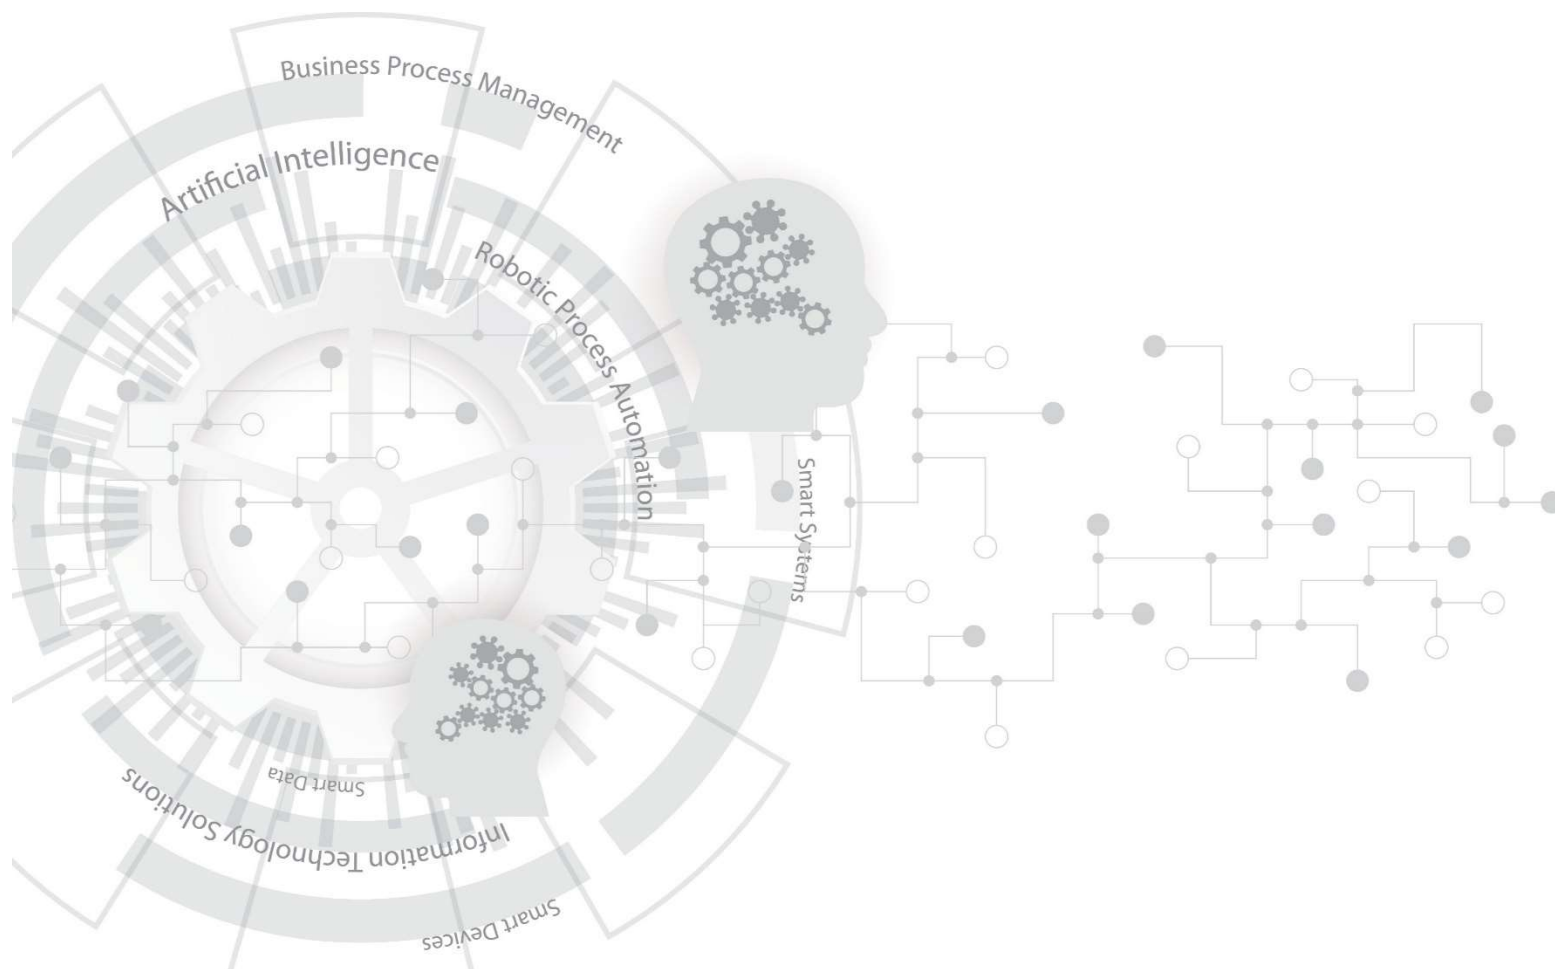 Business Process Management
Artificial Intelligence
Robotic Process Automation
Smart Systems
Smart Data
Information Technology Solutions
Smart Devices